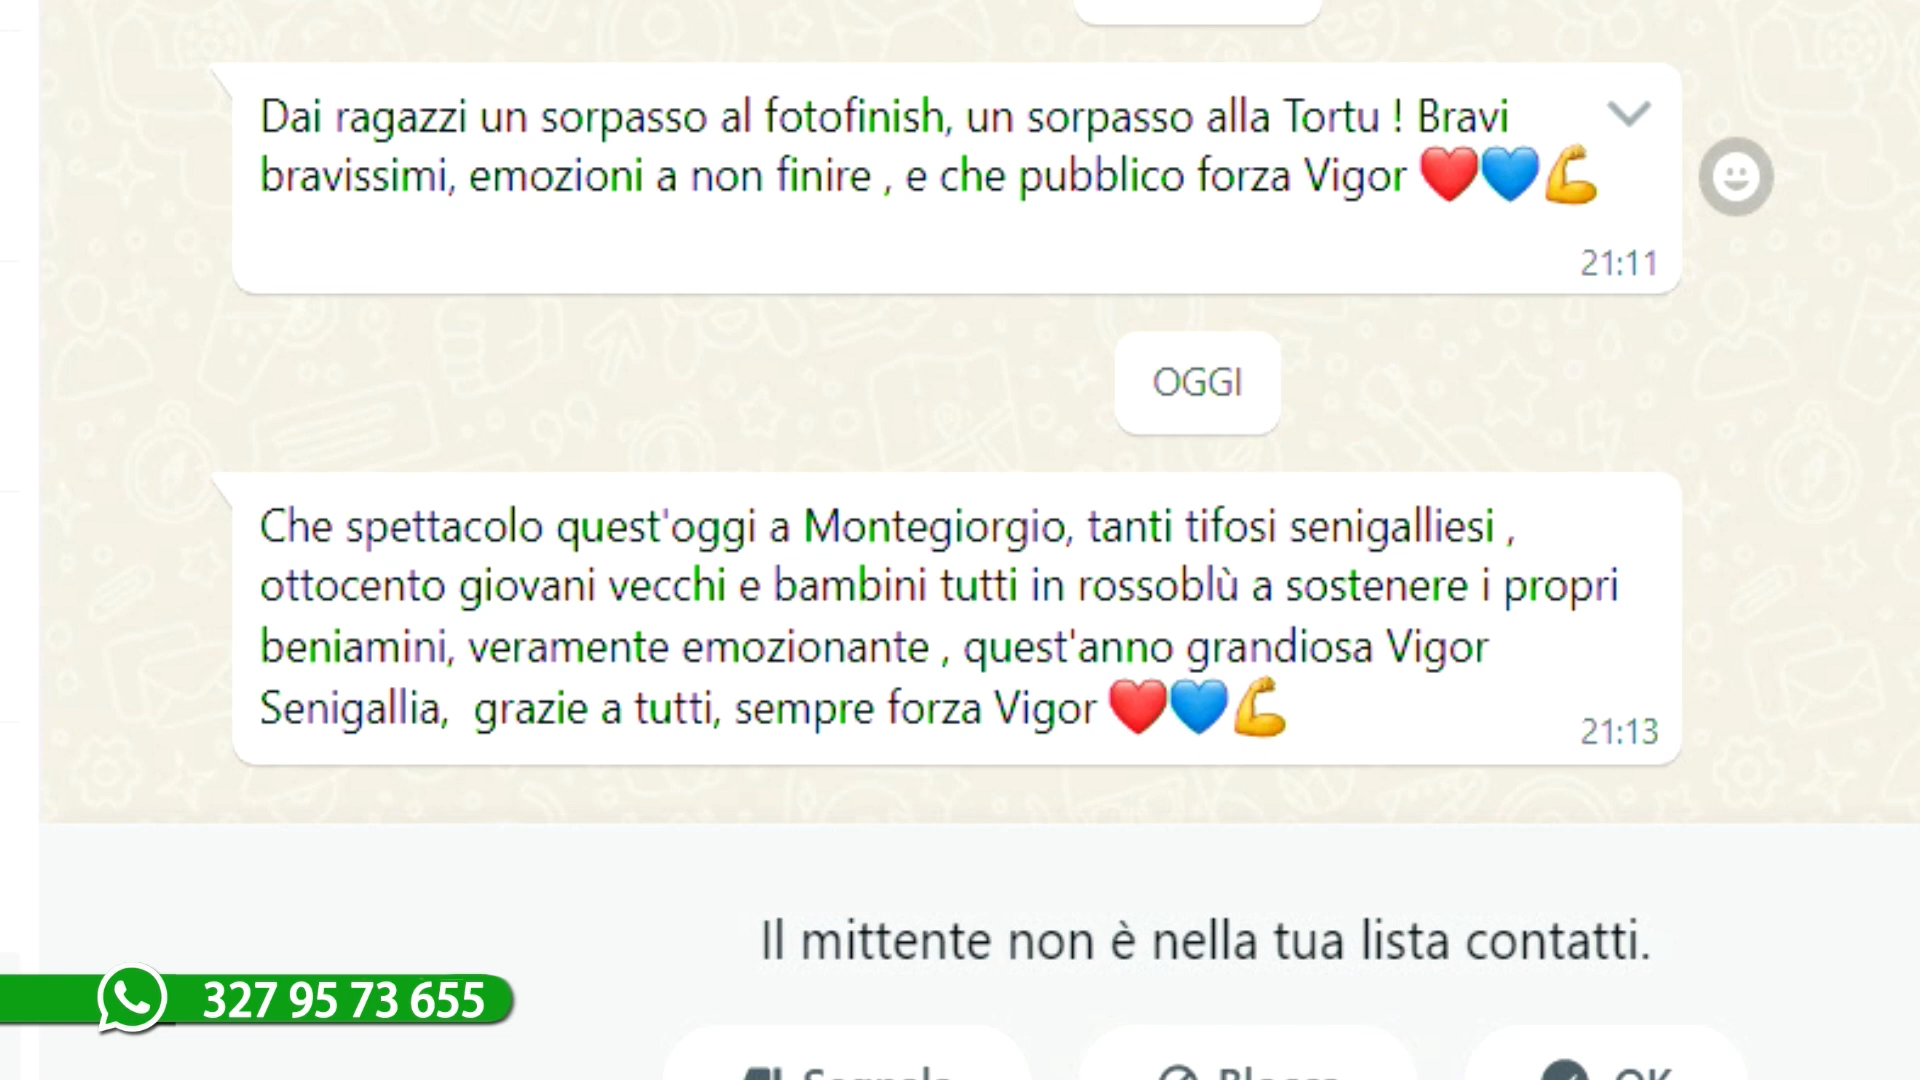 Dai ragazzi un sorpasso al fotofinish, un sorpasso alla Tortu ! Bravi
bravissimi, emozioni a non finire , e che pubblico forza Vigor ❤️💙💪
21:11
OGGI
Che spettacolo quest'oggi a Montegiorgio, tanti tifosi senigalliesi ,
ottocento giovani vecchi e bambini tutti in rossoblù a sostenere i propri
beniamini, veramente emozionante , quest'anno grandiosa Vigor
Senigallia,  grazie a tutti, sempre forza Vigor ❤️💙💪
21:13
Il mittente non è nella tua lista contatti.
327 95 73 655
OK